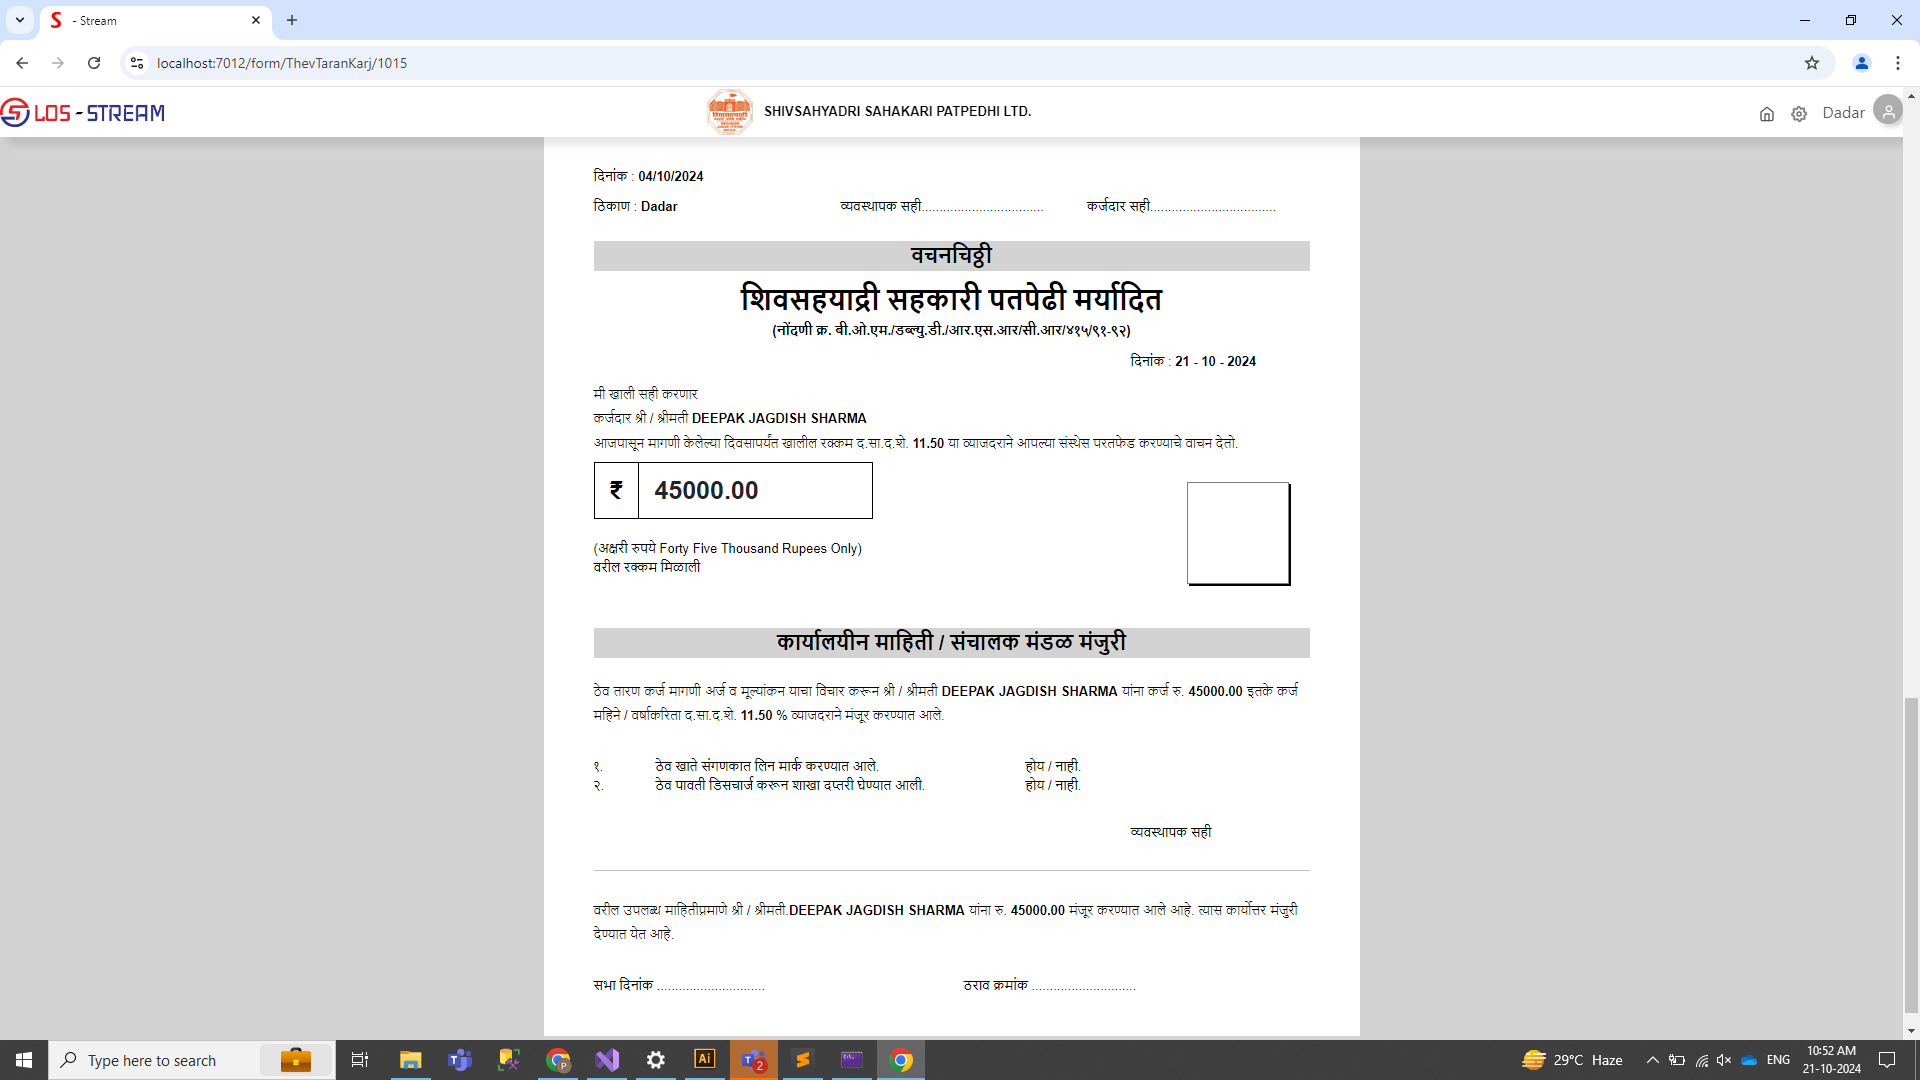 S - Stream
localhost:7012/form/ThevTaranKarj/1015
LOS - STREAM
SHIVSAHYADRI SAHAKARI PATPEDHI LTD.
Dadar
दिनांक : 04/10/2024
ठिकाण : Dadar व्यवस्थापक सही.................................. कर्जदार सही...................................
वचनचिठ्ठी
शिवसहयाद्री सहकारी पतपेढी मर्यादित
(नोंदणी क्र. बी.ओ.एम./डब्ल्यु.डी./आर.एस.आर/सी.आर/४१५/९१-९२)
दिनांक : 21 - 10 - 2024
मी खाली सही करणार
कर्जदार श्री / श्रीमती DEEPAK JAGDISH SHARMA
आजपासून मागणी केलेल्या दिवसापर्यंत खालील रक्कम द.सा.द.शे. 11.50 या व्याजदराने आपल्या संस्थेस परतफेड करण्याचे वाचन देतो.
₹ 45000.00
(अक्षरी रुपये Forty Five Thousand Rupees Only)
वरील रक्कम मिळाली
कार्यालयीन माहिती / संचालक मंडळ मंजुरी
ठेव तारण कर्ज मागणी अर्ज व मूल्यांकन याचा विचार करून श्री / श्रीमती DEEPAK JAGDISH SHARMA यांना कर्ज रु. 45000.00 इतके कर्ज
महिने / वर्षाकरिता द.सा.द.शे. 11.50 % व्याजदराने मंजूर करण्यात आले.
१. ठेव खाते संगणकात लिन मार्क करण्यात आले. होय / नाही.
२. ठेव पावती डिसचार्ज करून शाखा दप्तरी घेण्यात आली. होय / नाही.
व्यवस्थापक सही
वरील उपलब्ध माहितीप्रमाणे श्री / श्रीमती.DEEPAK JAGDISH SHARMA यांना रु. 45000.00 मंजूर करण्यात आले आहे. त्यास कार्योत्तर मंजुरी
देण्यात येत आहे.
सभा दिनांक .............................. ठराव क्रमांक .............................
Type here to search
Ai
2
29°C Haze
ENG
10:52 AM
21-10-2024